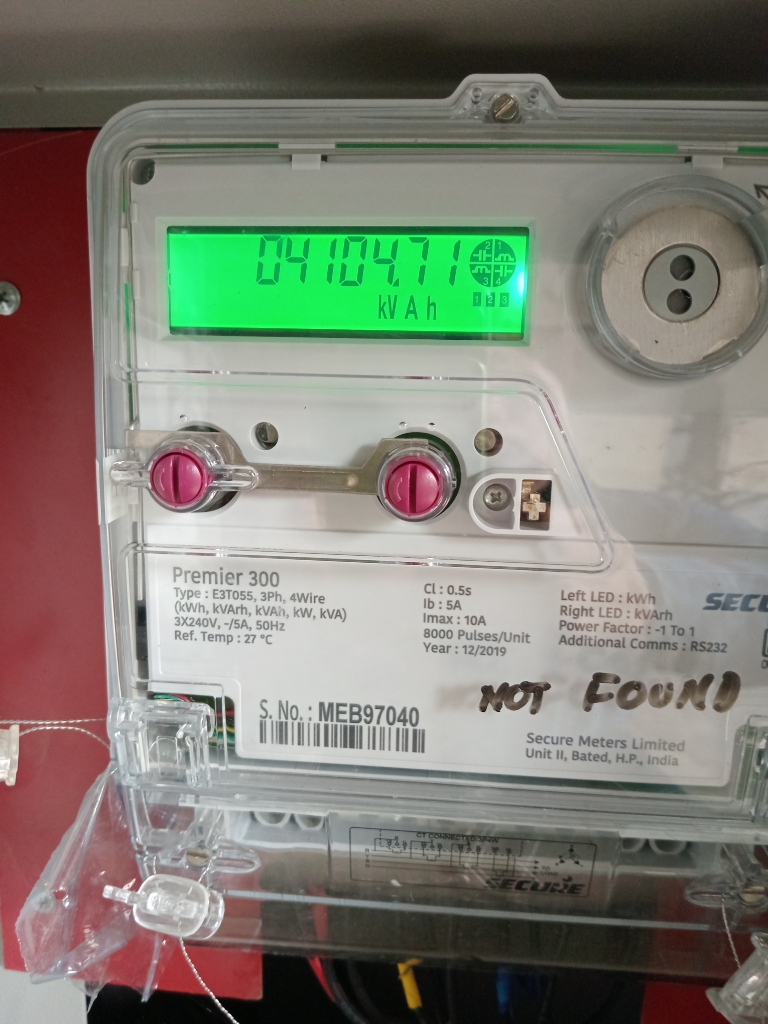 04104.71
kVAh
Premier 300
Type : E3T055, 3Ph, 4Wire
(kWh, kVArh, kVAh, kW, kVA)
3X240V, -/5A, 50Hz
Ref. Temp : 27 °C
Cl : 0.5s
Ib : 5A
Imax : 10A
8000 Pulses/Unit
Year : 12/2019
Left LED : kWh
Right LED : kVArh
Power Factor : -1 To 1
Additional Comms : RS232
NOT FOUND
S. No. : MEB97040
Secure Meters Limited
Unit II, Bated, H.P., India
SECURE